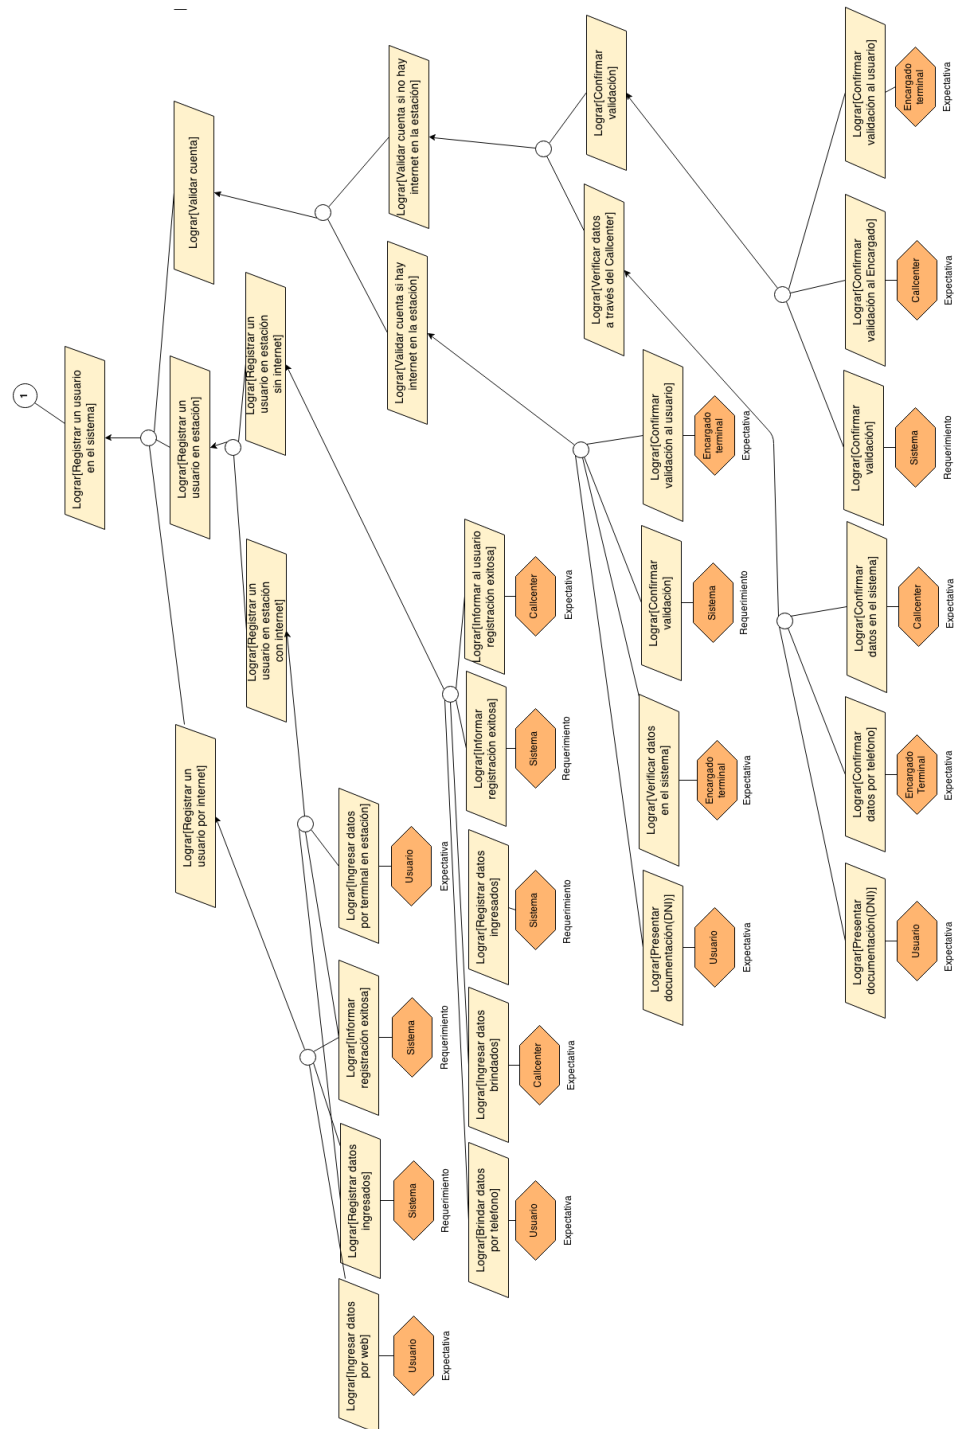 1
Lograr[Registrar un usuario
en el sistema]
Lograr[Registrar un
usuario por internet]
Lograr[Registrar un
usuario en estación]
Lograr[Validar cuenta]
Lograr[Registrar un
usuario en estación
con internet]
Lograr[Registrar un
usuario en estación
sin internet]
Lograr[Ingresar datos
por web]
Usuario
Expectativa
Lograr[Registrar datos
ingresados]
Sistema
Requerimiento
Lograr[Informar
registración exitosa]
Sistema
Requerimiento
Lograr[Ingresar datos
por terminal en estación]
Usuario
Expectativa
Lograr[Validar cuenta si hay
internet en la estación]
Lograr[Validar cuenta si no hay
internet en la estación]
Lograr[Brindar datos
por telefono]
Usuario
Expectativa
Lograr[Ingresar datos
brindados]
Callcenter
Expectativa
Lograr[Registrar datos
ingresados]
Sistema
Requerimiento
Lograr[Informar
registración exitosa]
Sistema
Requerimiento
Lograr[Informar al usuario
registración exitosa]
Callcenter
Expectativa
Lograr[Verificar datos
a través del Callcenter]
Lograr[Confirmar
validación]
Lograr[Presentar
documentación(DNI)]
Usuario
Expectativa
Lograr[Verificar datos
en el sistema]
Encargado
terminal
Expectativa
Lograr[Confirmar
validación]
Sistema
Requerimiento
Lograr[Confirmar
validación al usuario]
Encargado
terminal
Expectativa
Lograr[Presentar
documentación(DNI)]
Usuario
Expectativa
Lograr[Confirmar
datos por telefono]
Encargado
Terminal
Expectativa
Lograr[Confirmar
datos en el sistema]
Callcenter
Expectativa
Lograr[Confirmar
validación]
Sistema
Requerimiento
Lograr[Confirmar
validación al Encargado]
Callcenter
Expectativa
Lograr[Confirmar
validación al usuario]
Encargado
terminal
Expectativa